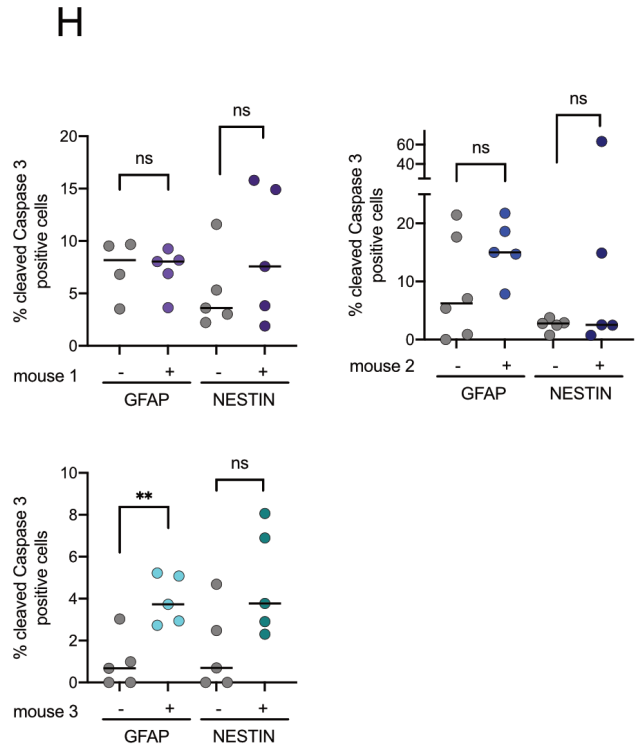 H
ns
ns
20
15
10
5
0
% cleaved Caspase 3
positive cells
mouse 1 - + - +
GFAP NESTIN
ns
ns
60
40
20
10
0
% cleaved Caspase 3
positive cells
mouse 2 - + - +
GFAP NESTIN
**
ns
10
8
6
4
2
0
% cleaved Caspase 3
positive cells
mouse 3 - + - +
GFAP NESTIN